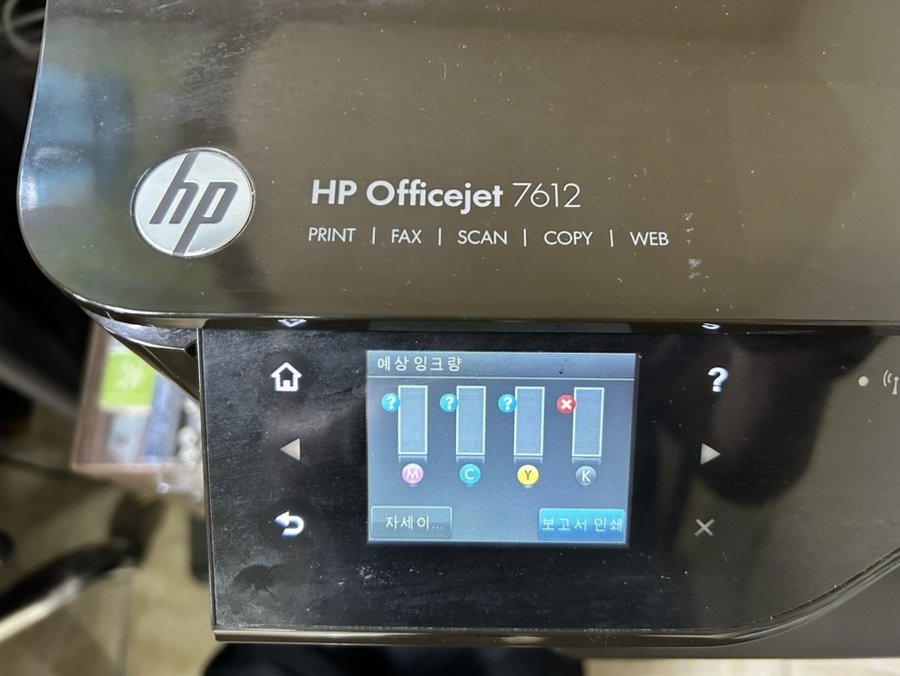 hp
HP Officejet 7612
PRINT | FAX | SCAN | COPY | WEB
예상 잉크량
? ? ?
M C Y K
자세이... 보고서 인쇄
?